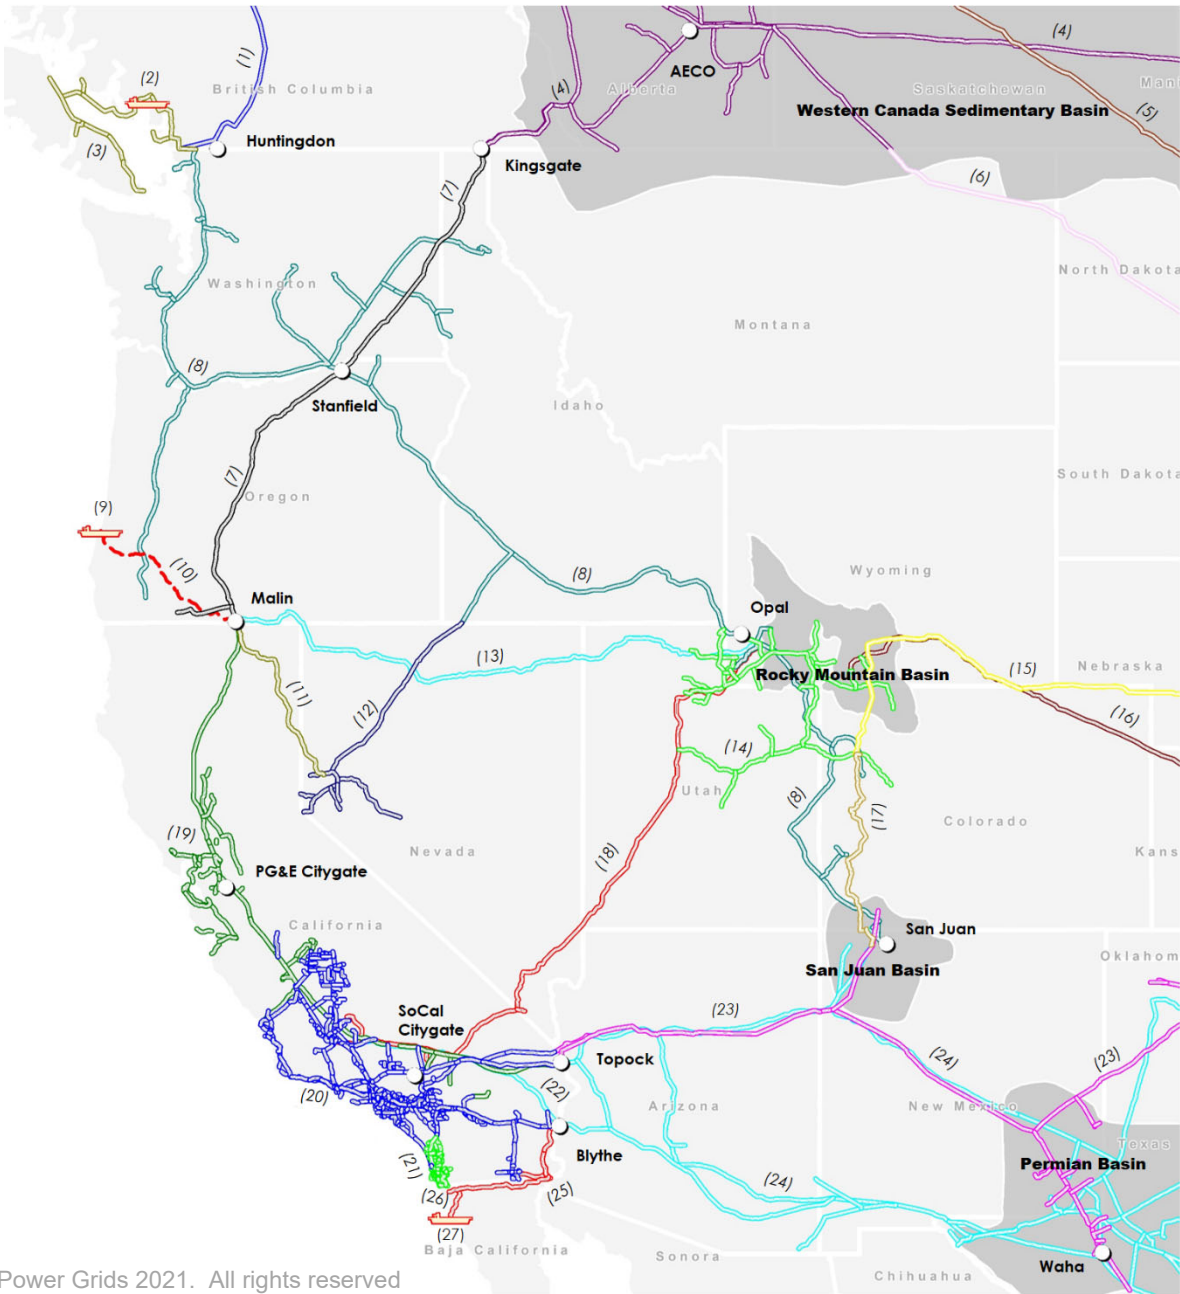 (1)
(2)
(3)
British Columbia
Huntingdon
(4)
AECO
Alberta
(4)
Saskatchewan
Mani
Western Canada Sedimentary Basin
(5)
Kingsgate
(6)
(7)
Washington
North Dakota
Montana
(8)
Stanfield
Idaho
(7)
Oregon
South Dakota
(9)
(10)
(8)
Wyoming
Malin
Opal
(13)
Rocky Mountain Basin
(15)
Nebraska
(11)
(12)
(16)
(14)
Utah
(8)
(17)
Colorado
(19)
Nevada
(18)
Kans
PG&E Citygate
California
San Juan
San Juan Basin
Oklahom
SoCal
Citygate
(23)
Topock
(24)
(23)
(20)
(22)
Arizona
New Mexico
Texas
Blythe
Permian Basin
(21)
(24)
(26)
(25)
(27)
Baja California
Sonora
Waha
Chihuahua
Power Grids 2021. All rights reserved